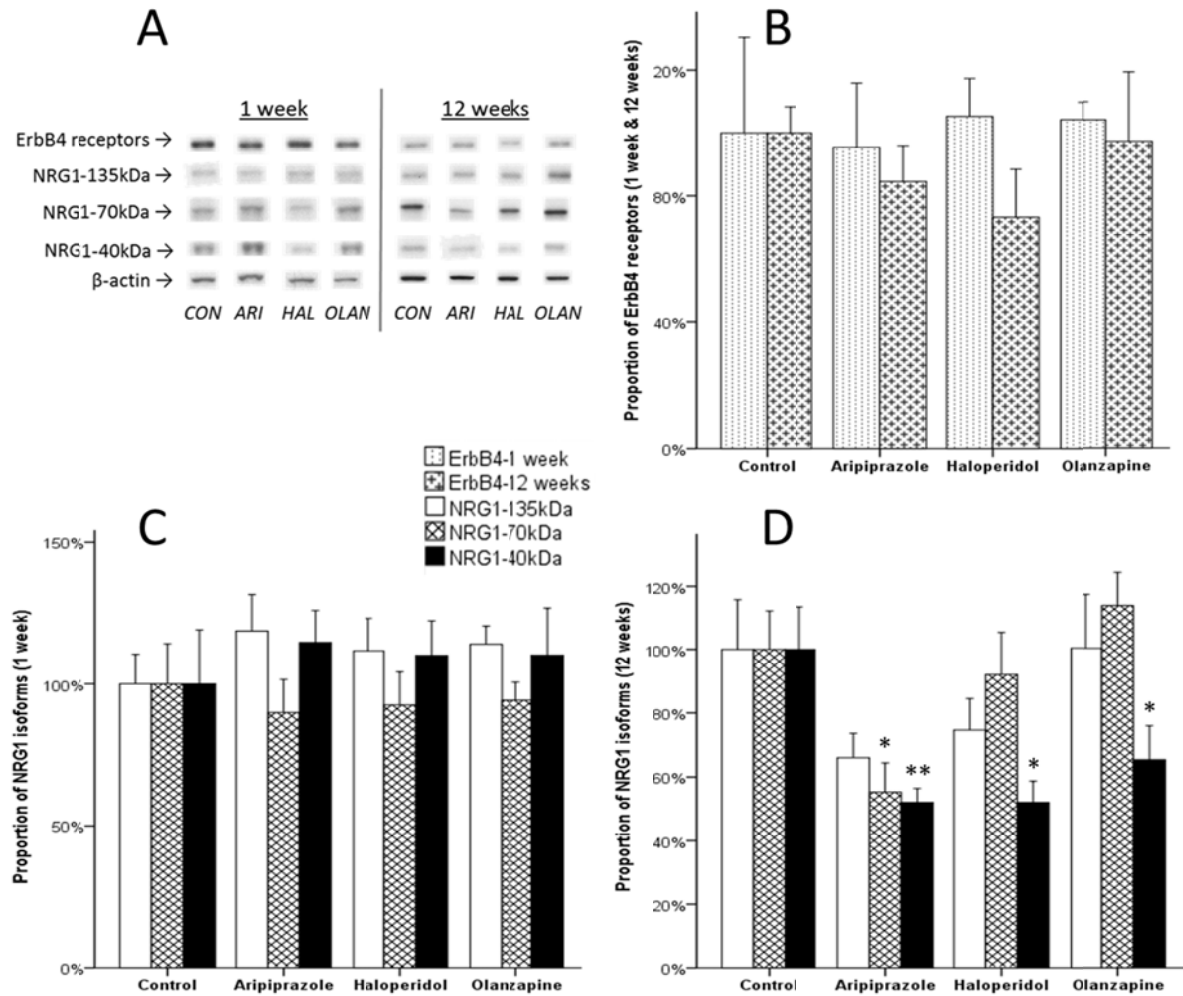 A
1 week
12 weeks
ErbB4 receptors →
NRG1-135kDa →
NRG1-70kDa →
NRG1-40kDa →
β-actin →
CON ARI HAL OLAN CON ARI HAL OLAN
B
Proportion of ErbB4 receptors (1 week & 12 weeks)
20%
80%
40%
0%
Control Aripiprazole Haloperidol Olanzapine
ErbB4-1 week
ErbB4-12 weeks
NRG1-135kDa
NRG1-70kDa
NRG1-40kDa
C
Proportion of NRG1 isoforms (1 week)
150%
100%
50%
0%
Control Aripiprazole Haloperidol Olanzapine
D
Proportion of NRG1 isoforms (12 weeks)
120%
100%
80%
60%
40%
20%
0%
* ** * *
Control Aripiprazole Haloperidol Olanzapine